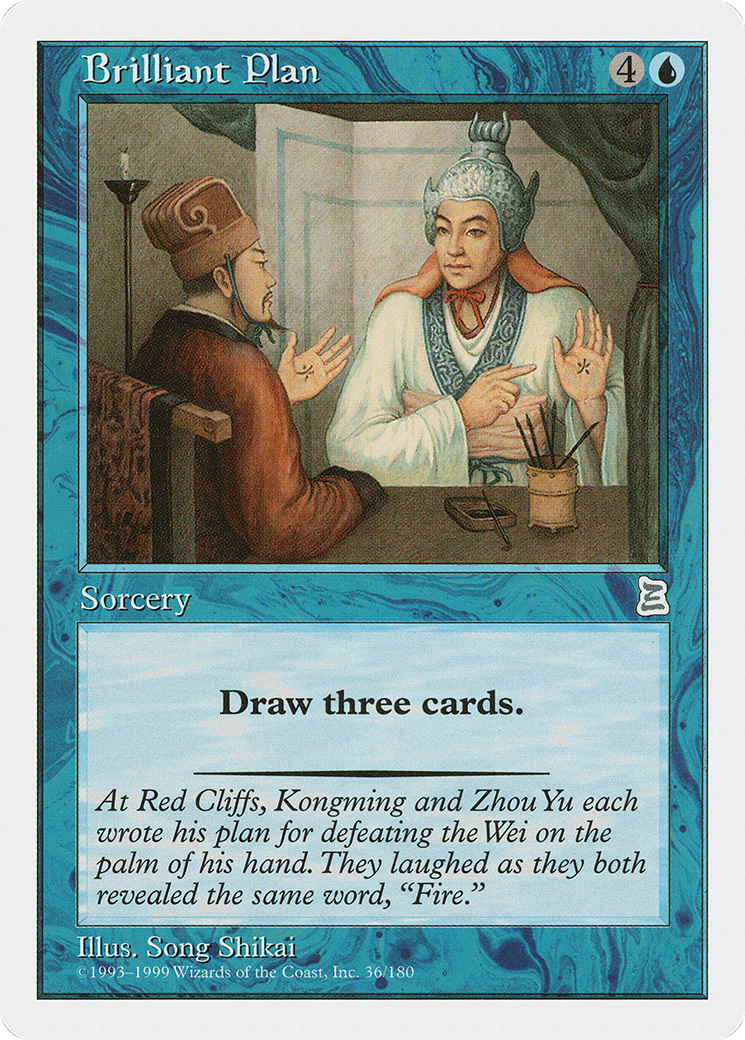 Brilliant Plan 4
火 火
Sorcery
Draw three cards.
At Red Cliffs, Kongming and Zhou Yu each
wrote his plan for defeating the Wei on the
palm of his hand. They laughed as they both
revealed the same word, “Fire.”
Illus. Song Shikai
©1993–1999 Wizards of the Coast, Inc. 36/180